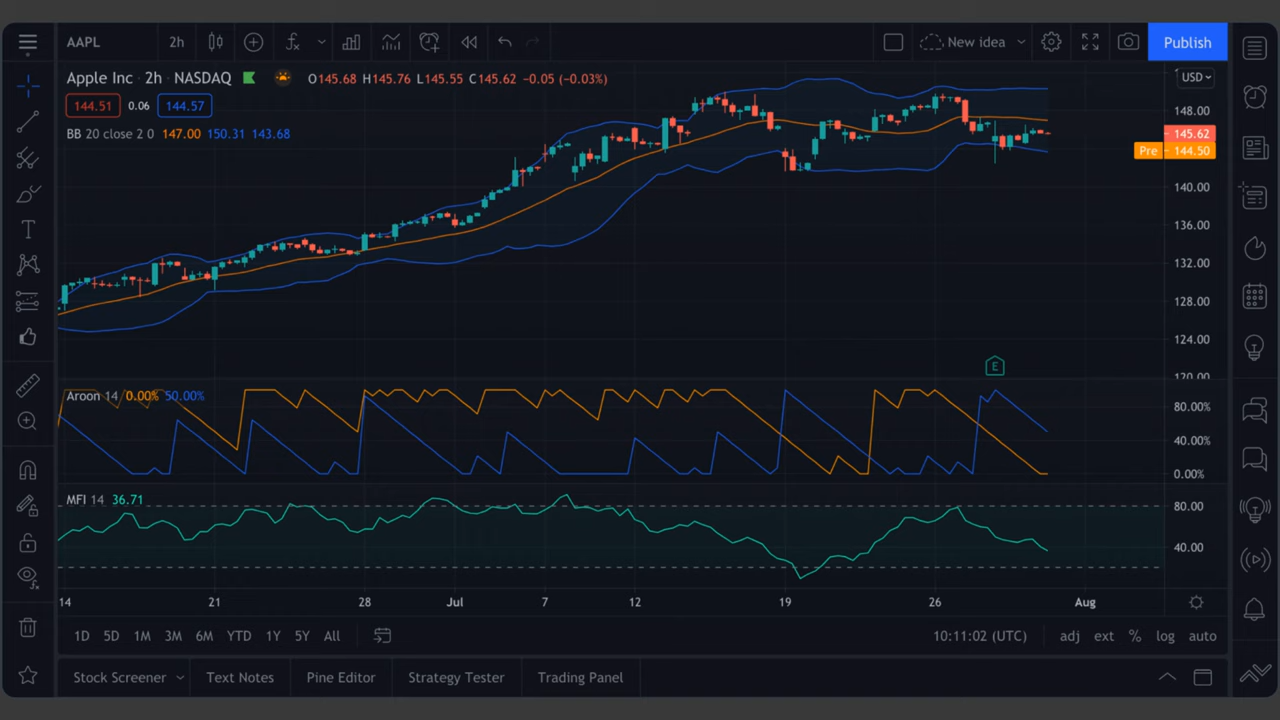 AAPL 2h New idea Publish
Apple Inc · 2h · NASDAQ O145.68 H145.76 L145.55 C145.62 -0.05 (-0.03%) USD
144.51 0.06 144.57
BB 20 close 2 0 147.00 150.31 143.68
148.00
145.62
Pre 144.50
140.00
136.00
132.00
128.00
124.00
120.00
E
Aroon 14 0.00% 50.00%
80.00%
40.00%
0.00%
MFI 14 36.71
80.00
40.00
14 21 28 Jul 7 12 19 26 Aug
1D 5D 1M 3M 6M YTD 1Y 5Y All 10:11:02 (UTC) adj ext % log auto
Stock Screener Text Notes Pine Editor Strategy Tester Trading Panel